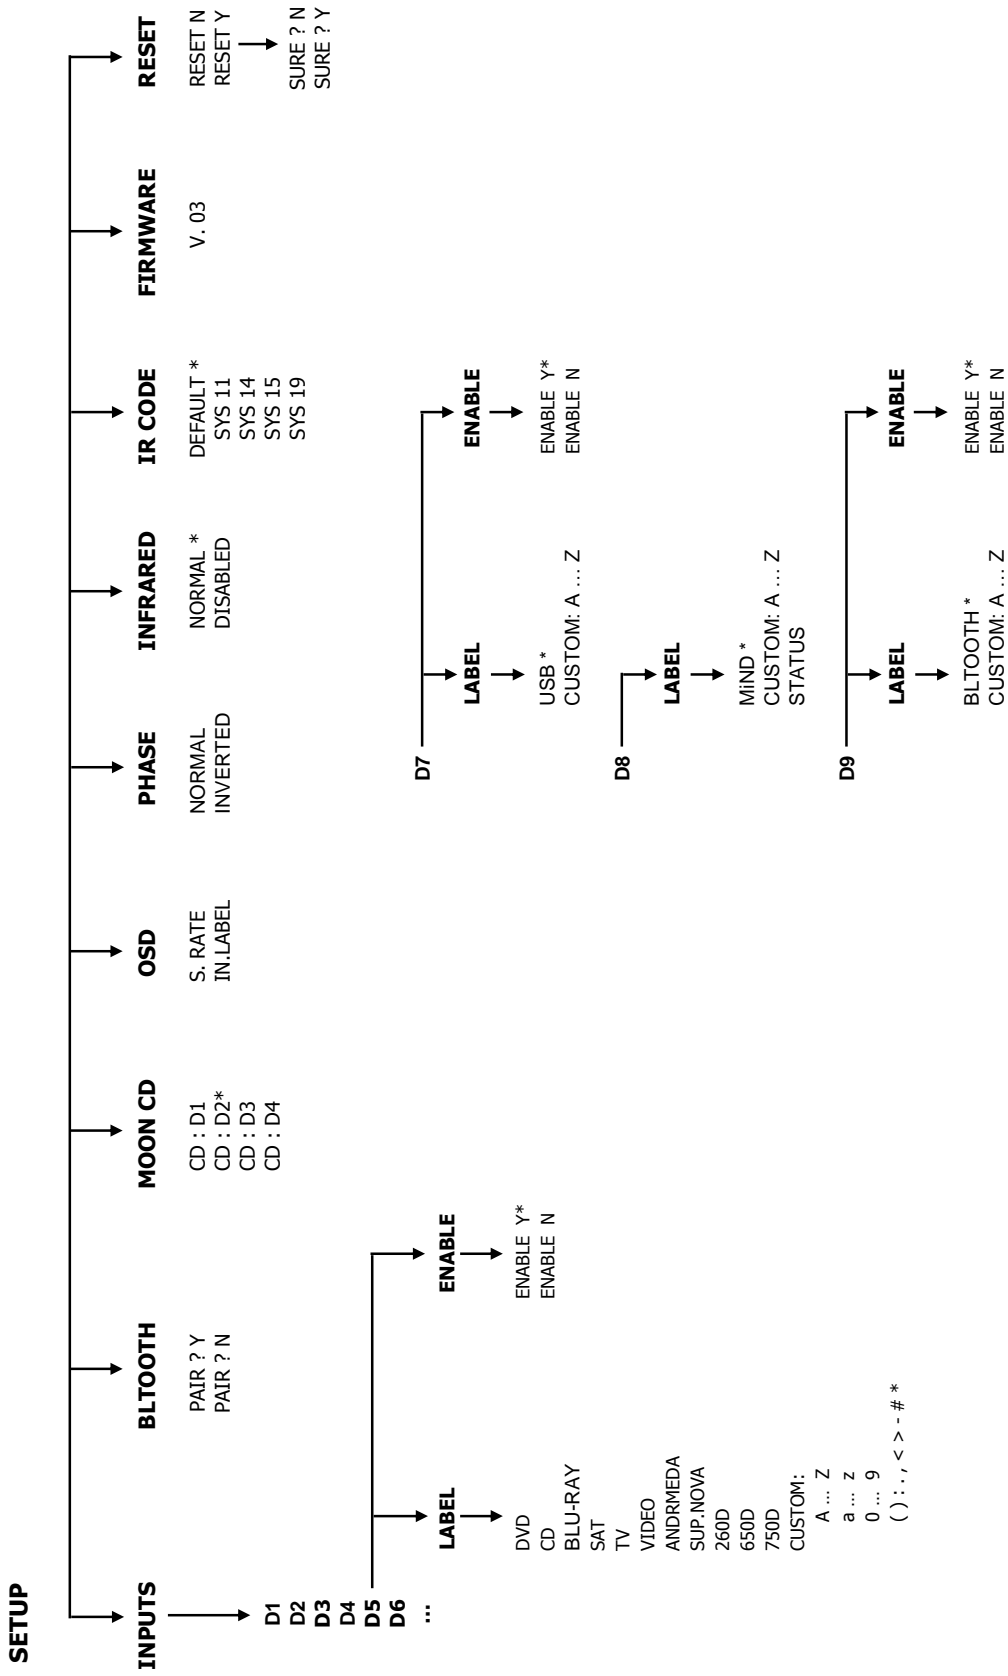 SETUP
INPUTS
BLTOOTH
MOON CD
OSD
PHASE
INFRARED
IR CODE
FIRMWARE
RESET
D1
D2
D3
D4
D5
D6
...
LABEL
DVD
CD
BLU-RAY
SAT
TV
VIDEO
ANDRMEDA
SUP.NOVA
260D
650D
750D
CUSTOM:
A ... Z
a ... z
0 ... 9
( ) : . , < > - # *
ENABLE
ENABLE Y*
ENABLE N
PAIR ? Y
PAIR ? N
CD : D1
CD : D2*
CD : D3
CD : D4
S. RATE
IN.LABEL
NORMAL
INVERTED
NORMAL *
DISABLED
DEFAULT *
SYS 11
SYS 14
SYS 15
SYS 19
V. 03
RESET N
RESET Y
SURE ? N
SURE ? Y
D7
LABEL
USB *
CUSTOM: A ... Z
ENABLE
ENABLE Y*
ENABLE N
D8
LABEL
MiND *
CUSTOM: A ... Z
STATUS
D9
LABEL
BLTOOTH *
CUSTOM: A ... Z
ENABLE
ENABLE Y*
ENABLE N